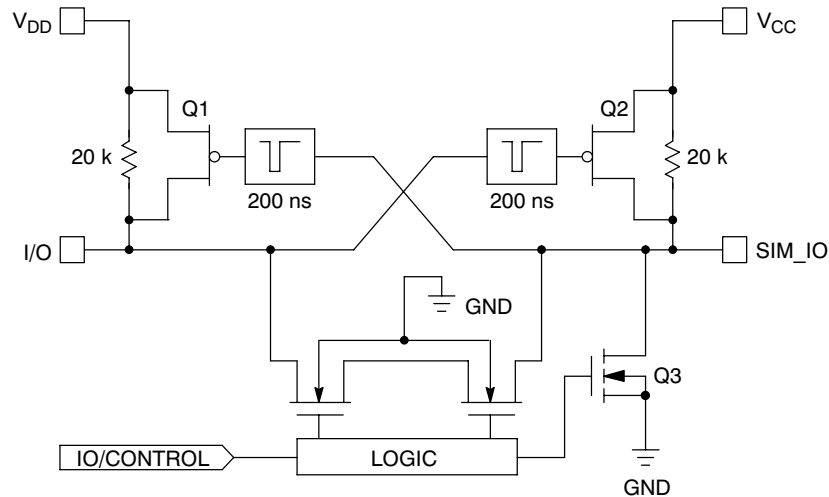 VDD
VCC
Q1
Q2
20 k
20 k
200 ns
200 ns
I/O
SIM_IO
GND
Q3
IO/CONTROL
LOGIC
GND